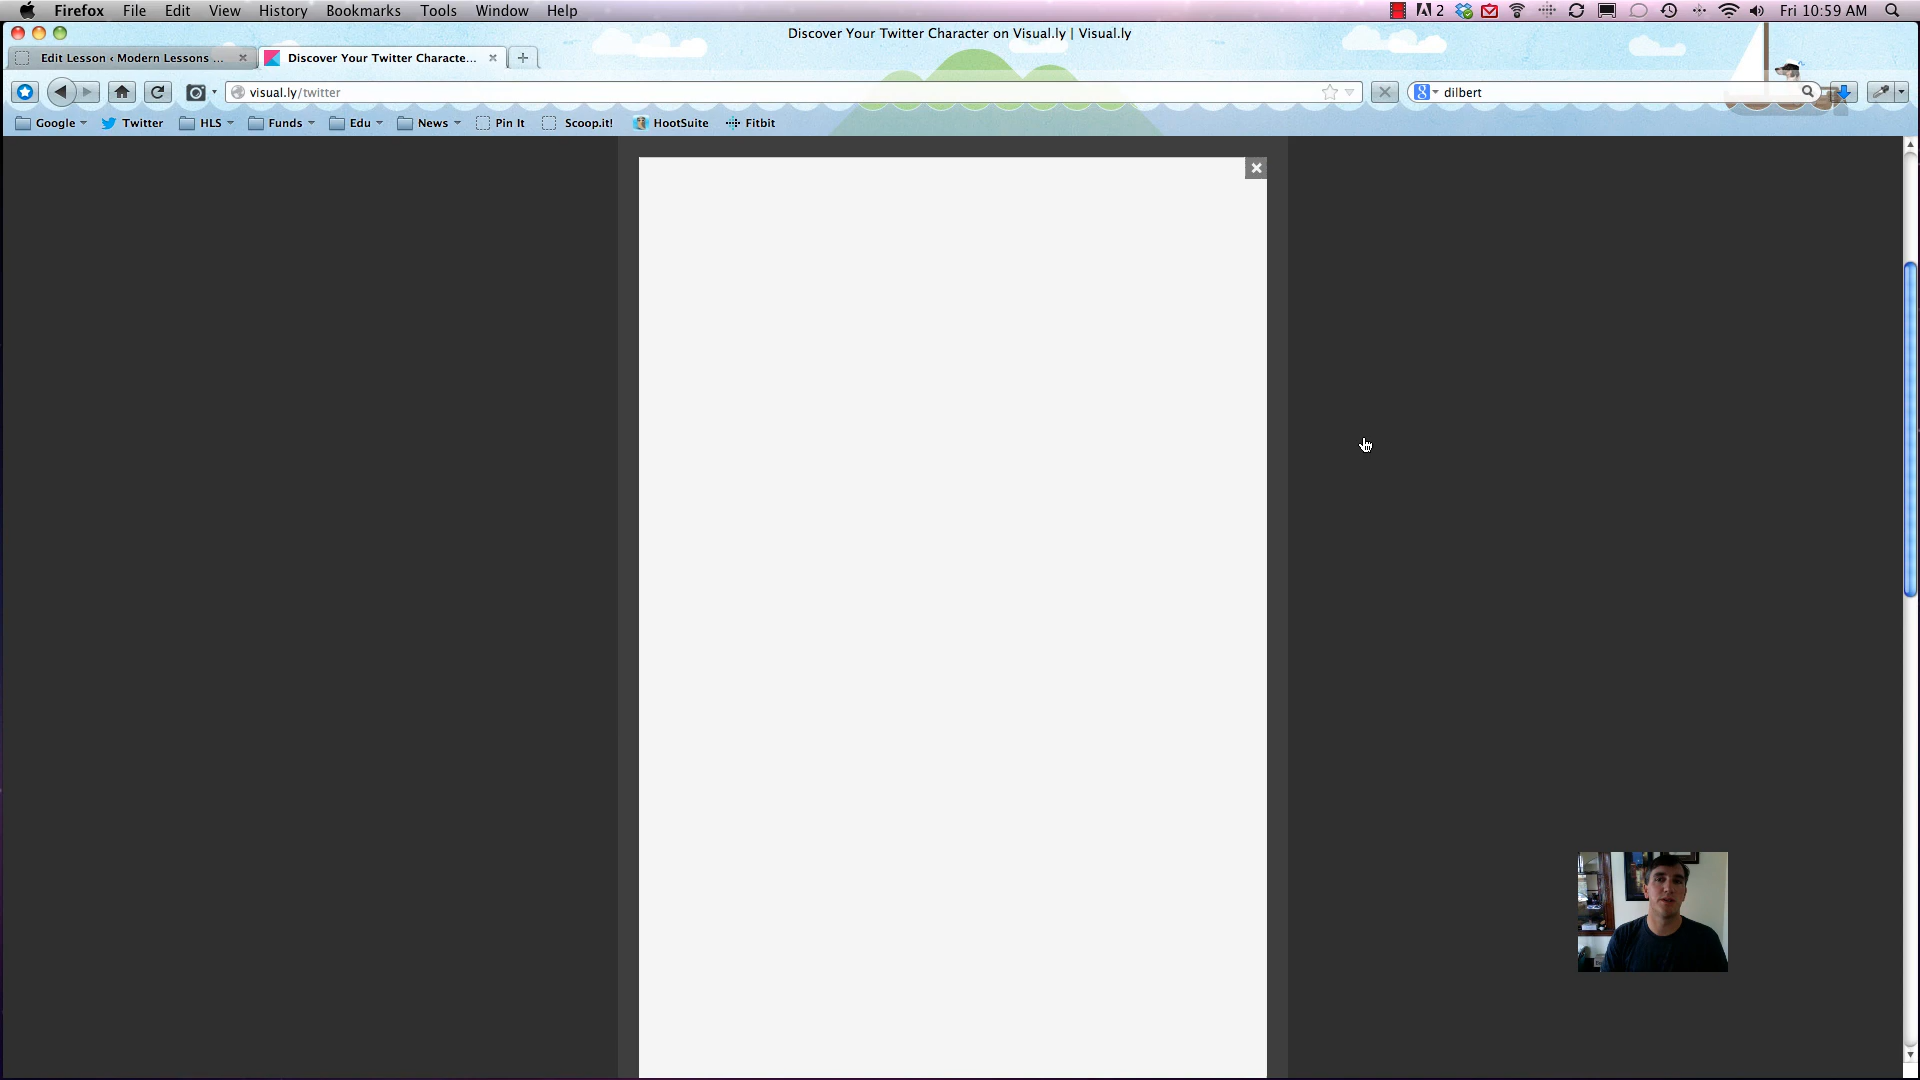 Firefox File Edit View History Bookmarks Tools Window Help 2 Fri 10:59 AM
Discover Your Twitter Character on Visual.ly | Visual.ly
Edit Lesson ‹ Modern Lessons ... Discover Your Twitter Characte...
visual.ly/twitter dilbert
Google Twitter HLS Funds Edu News Pin It Scoop.it! HootSuite Fitbit